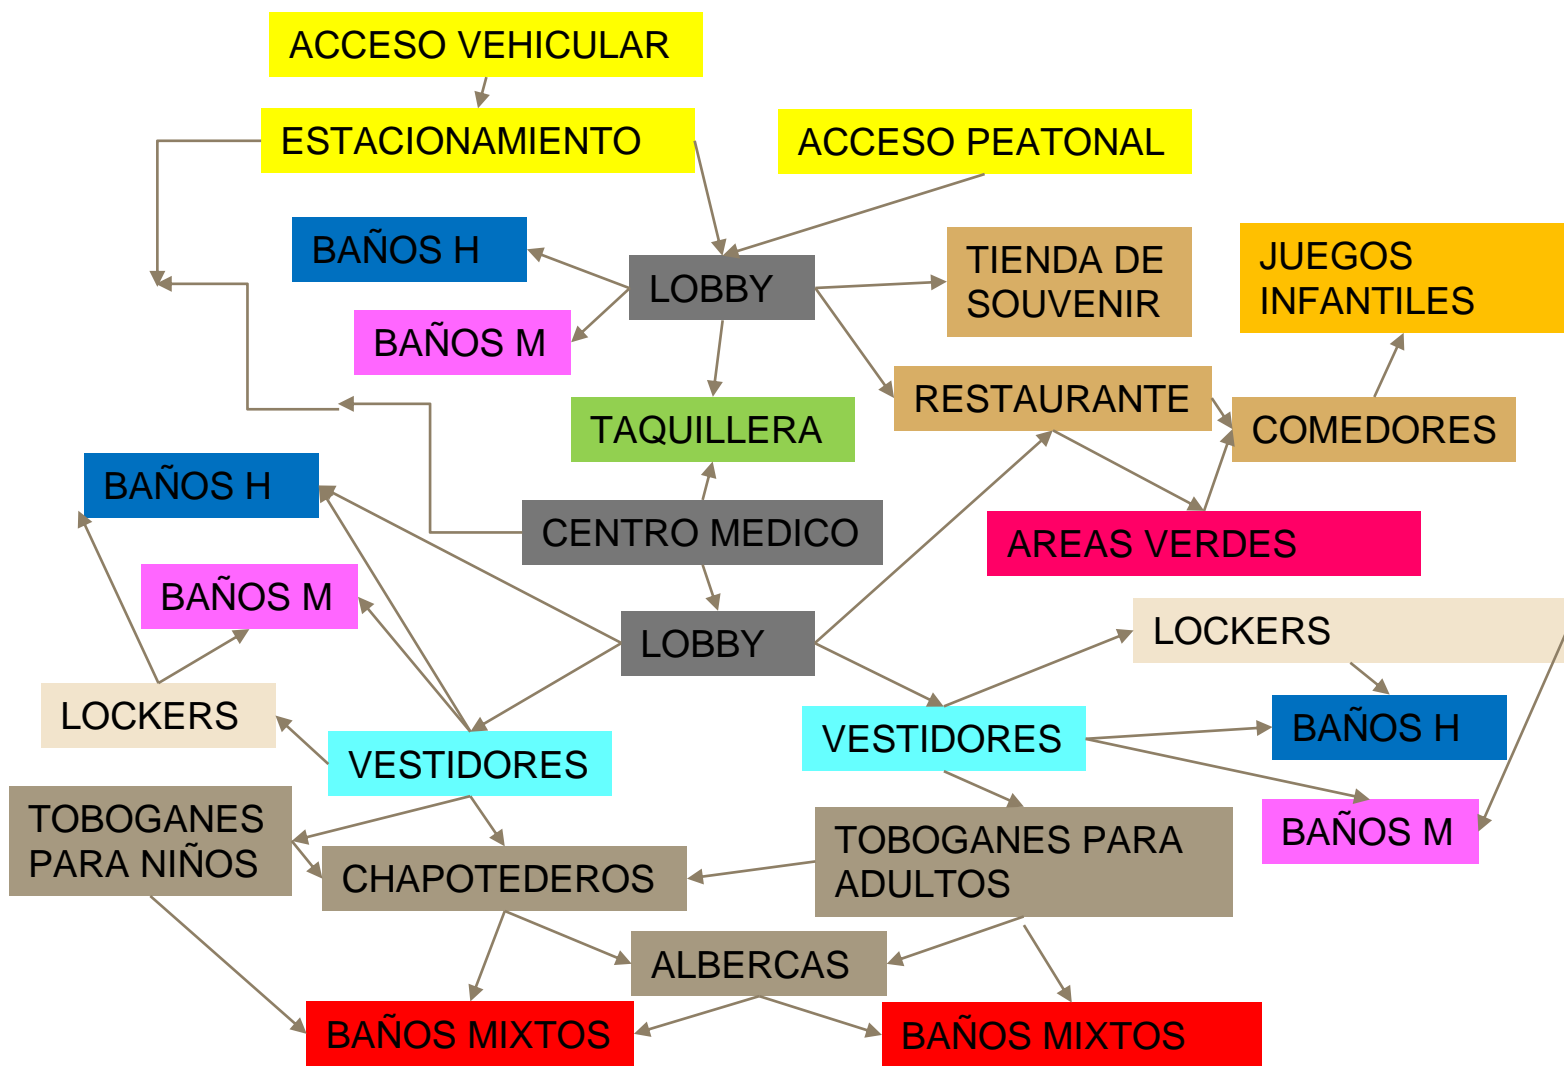 ACCESO VEHICULAR
ESTACIONAMIENTO
ACCESO PEATONAL
BAÑOS H
LOBBY
TIENDA DE
SOUVENIR
JUEGOS
INFANTILES
BAÑOS M
RESTAURANTE
TAQUILLERA
COMEDORES
BAÑOS H
CENTRO MEDICO
AREAS VERDES
BAÑOS M
LOBBY
LOCKERS
LOCKERS
VESTIDORES
VESTIDORES
BAÑOS H
TOBOGANES
PARA NIÑOS
CHAPOTEDEROS
TOBOGANES PARA
ADULTOS
BAÑOS M
ALBERCAS
BAÑOS MIXTOS
BAÑOS MIXTOS